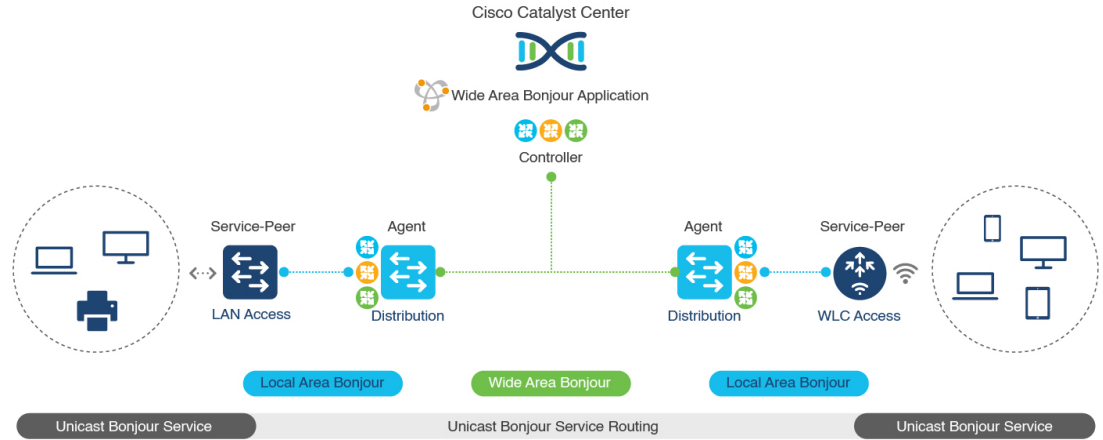 Cisco Catalyst Center
Wide Area Bonjour Application
Controller
Service-Peer
Agent
Agent
Service-Peer
LAN Access
Distribution
Distribution
WLC Access
Local Area Bonjour
Wide Area Bonjour
Local Area Bonjour
Unicast Bonjour Service
Unicast Bonjour Service Routing
Unicast Bonjour Service